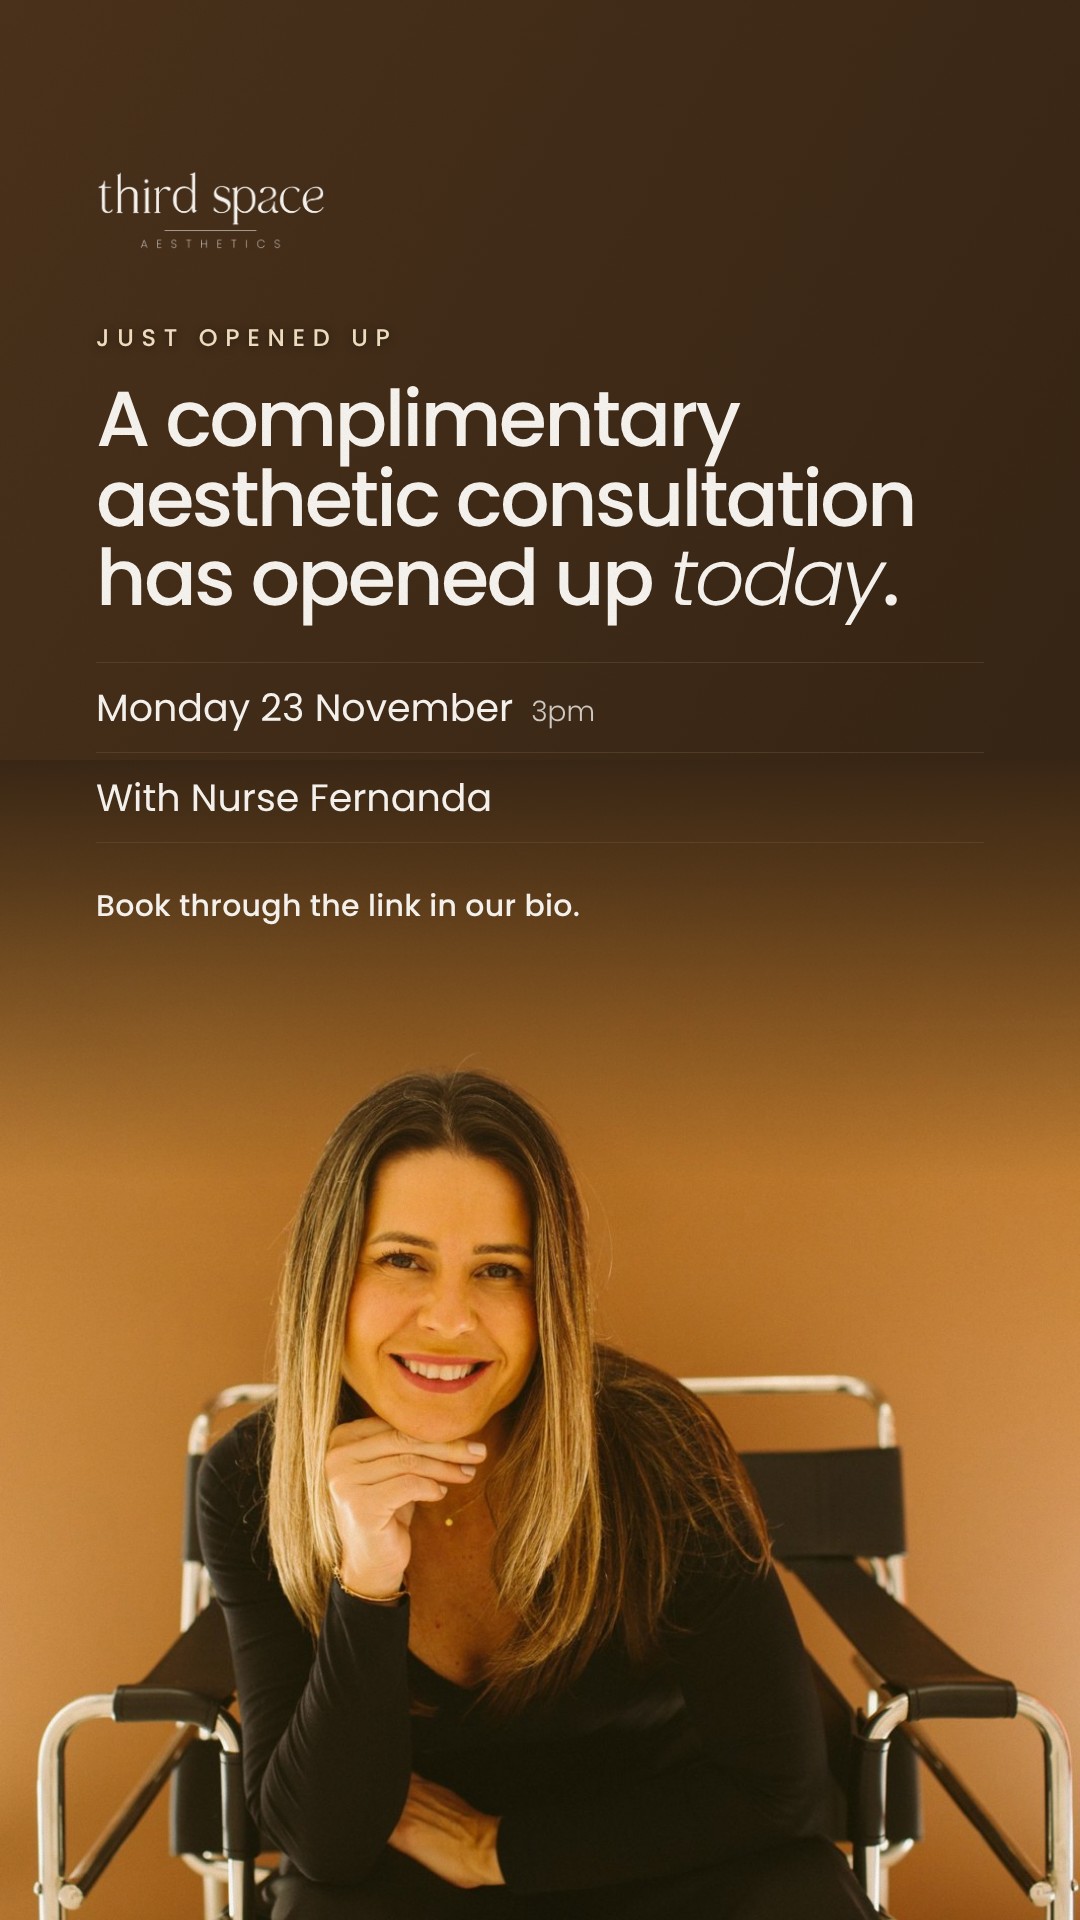 third space
AESTHETICS
JUST OPENED UP
A complimentary
aesthetic consultation
has opened up today.
Monday 23 November 3pm
With Nurse Fernanda
Book through the link in our bio.